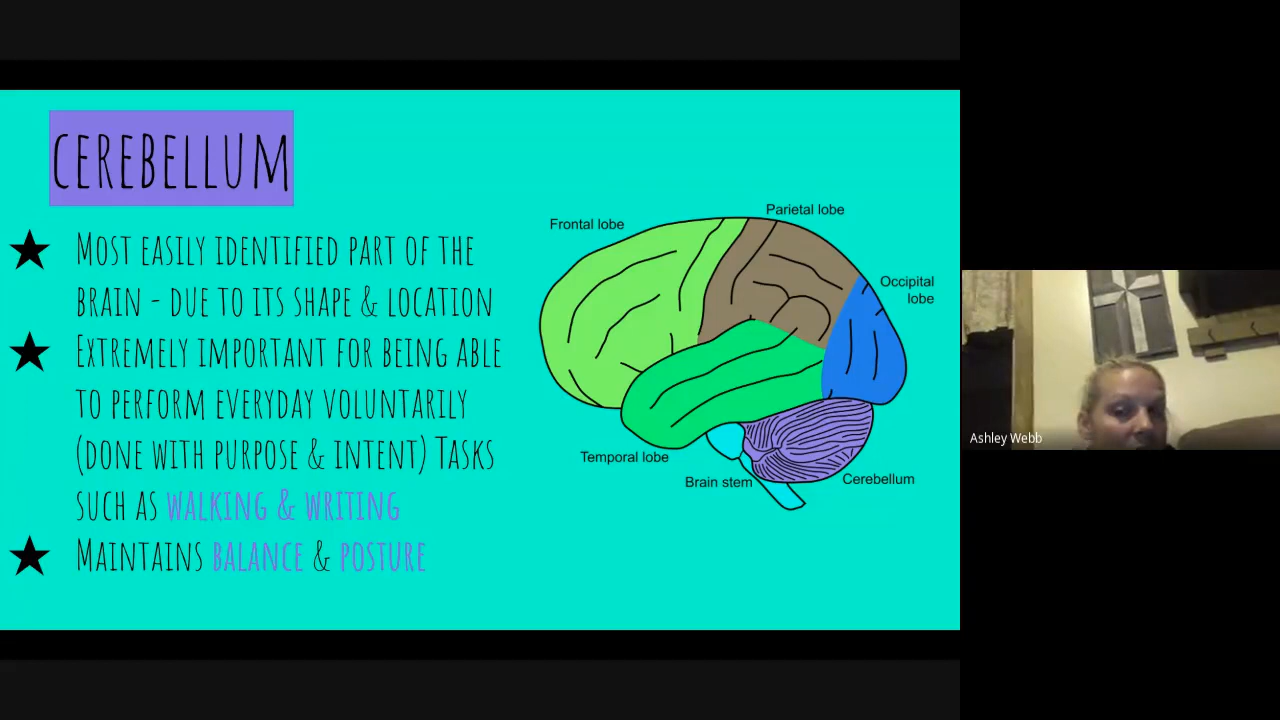 CEREBELLUM
★ MOST EASILY IDENTIFIED PART OF THE
BRAIN - DUE TO ITS SHAPE & LOCATION
★ EXTREMELY IMPORTANT FOR BEING ABLE
TO PERFORM EVERYDAY VOLUNTARILY
(DONE WITH PURPOSE & INTENT) TASKS
SUCH AS WALKING & WRITING
★ MAINTAINS BALANCE & POSTURE
Frontal lobe
Parietal lobe
Occipital
lobe
Temporal lobe
Brain stem
Cerebellum
Ashley Webb